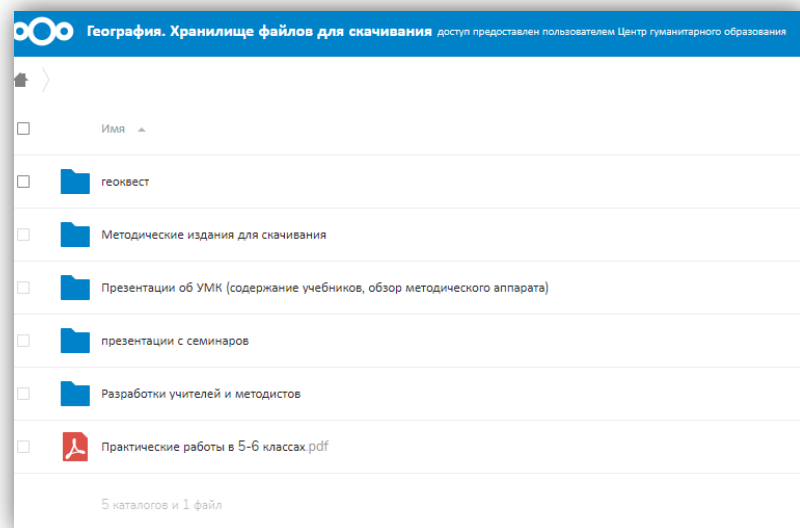 География. Хранилище файлов для скачивания доступ предоставлен пользователем Центр гуманитарного образования
Имя
геоквест
Методические издания для скачивания
Презентации об УМК (содержание учебников, обзор методического аппарата)
презентации с семинаров
Разработки учителей и методистов
Практические работы в 5-6 классах.pdf
5 каталогов и 1 файл